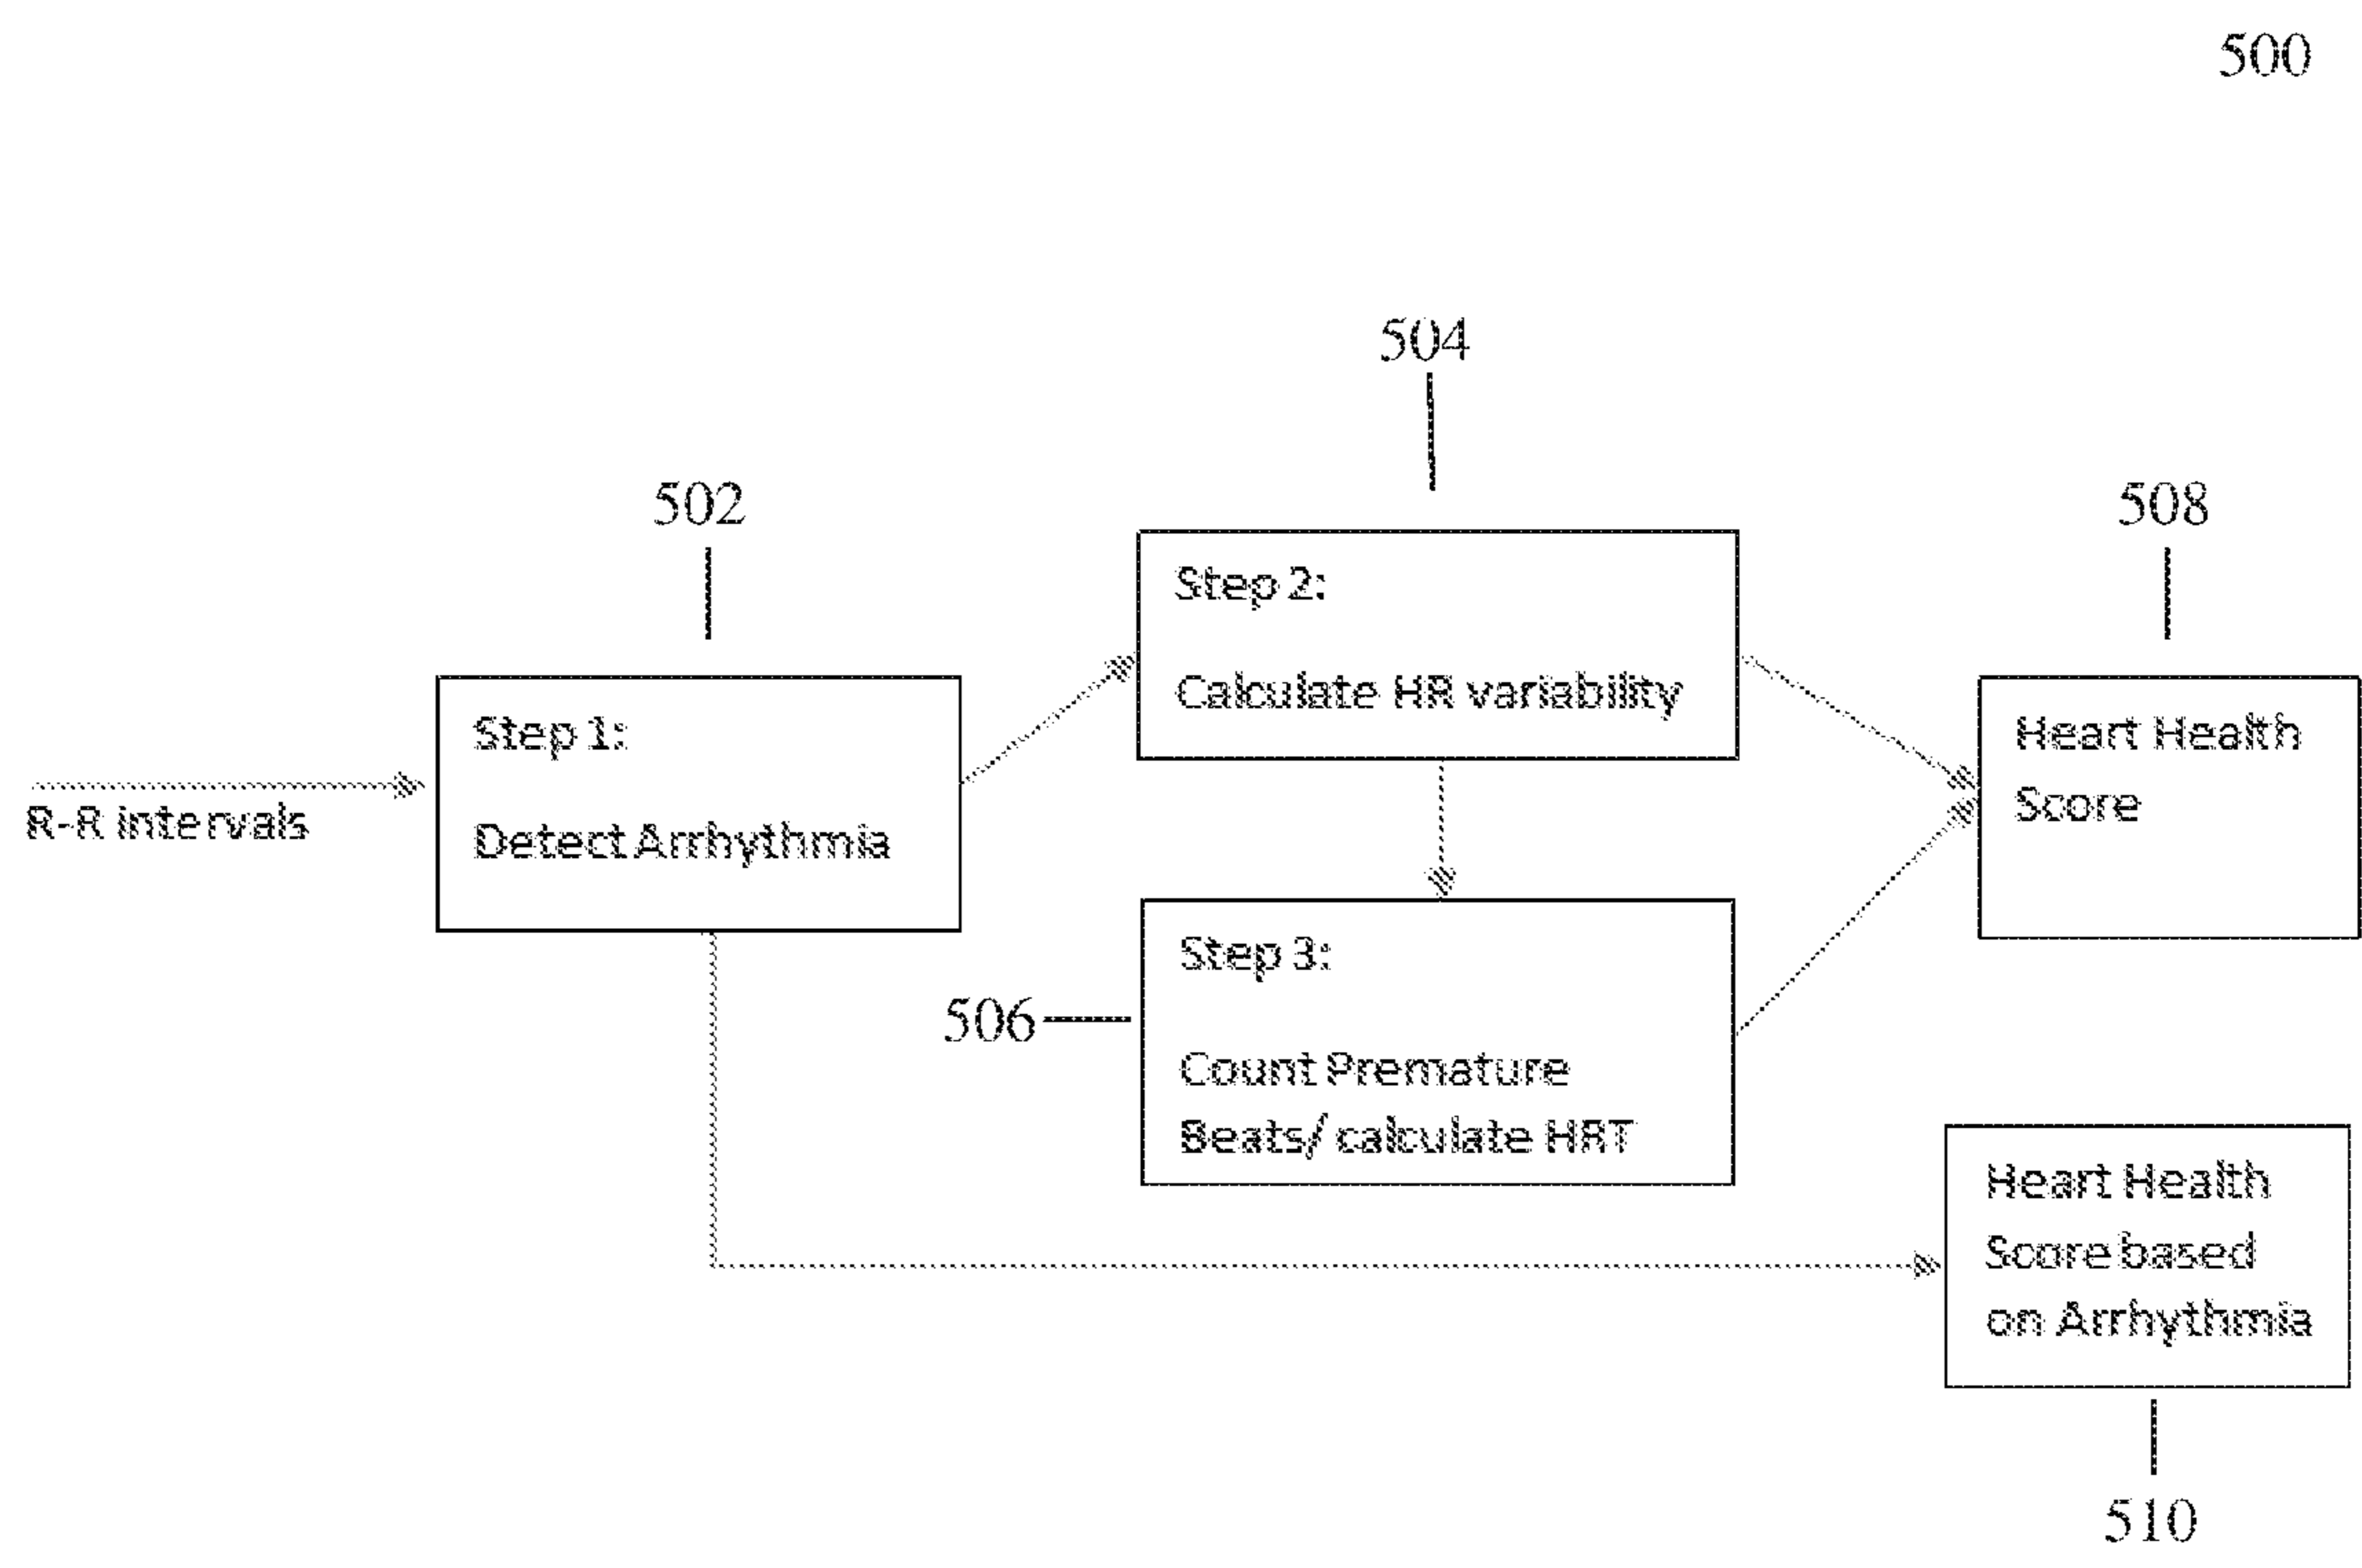 500
504
502
508
Step 2:
Calculate HR variability
Step 1:
Detect Arrhythmia
Heart Health
Score
R-R intervals
Step 3:
506
Count Premature
Beats/ calculate HRT
Heart Health
Score based
on Arrhythmia
510